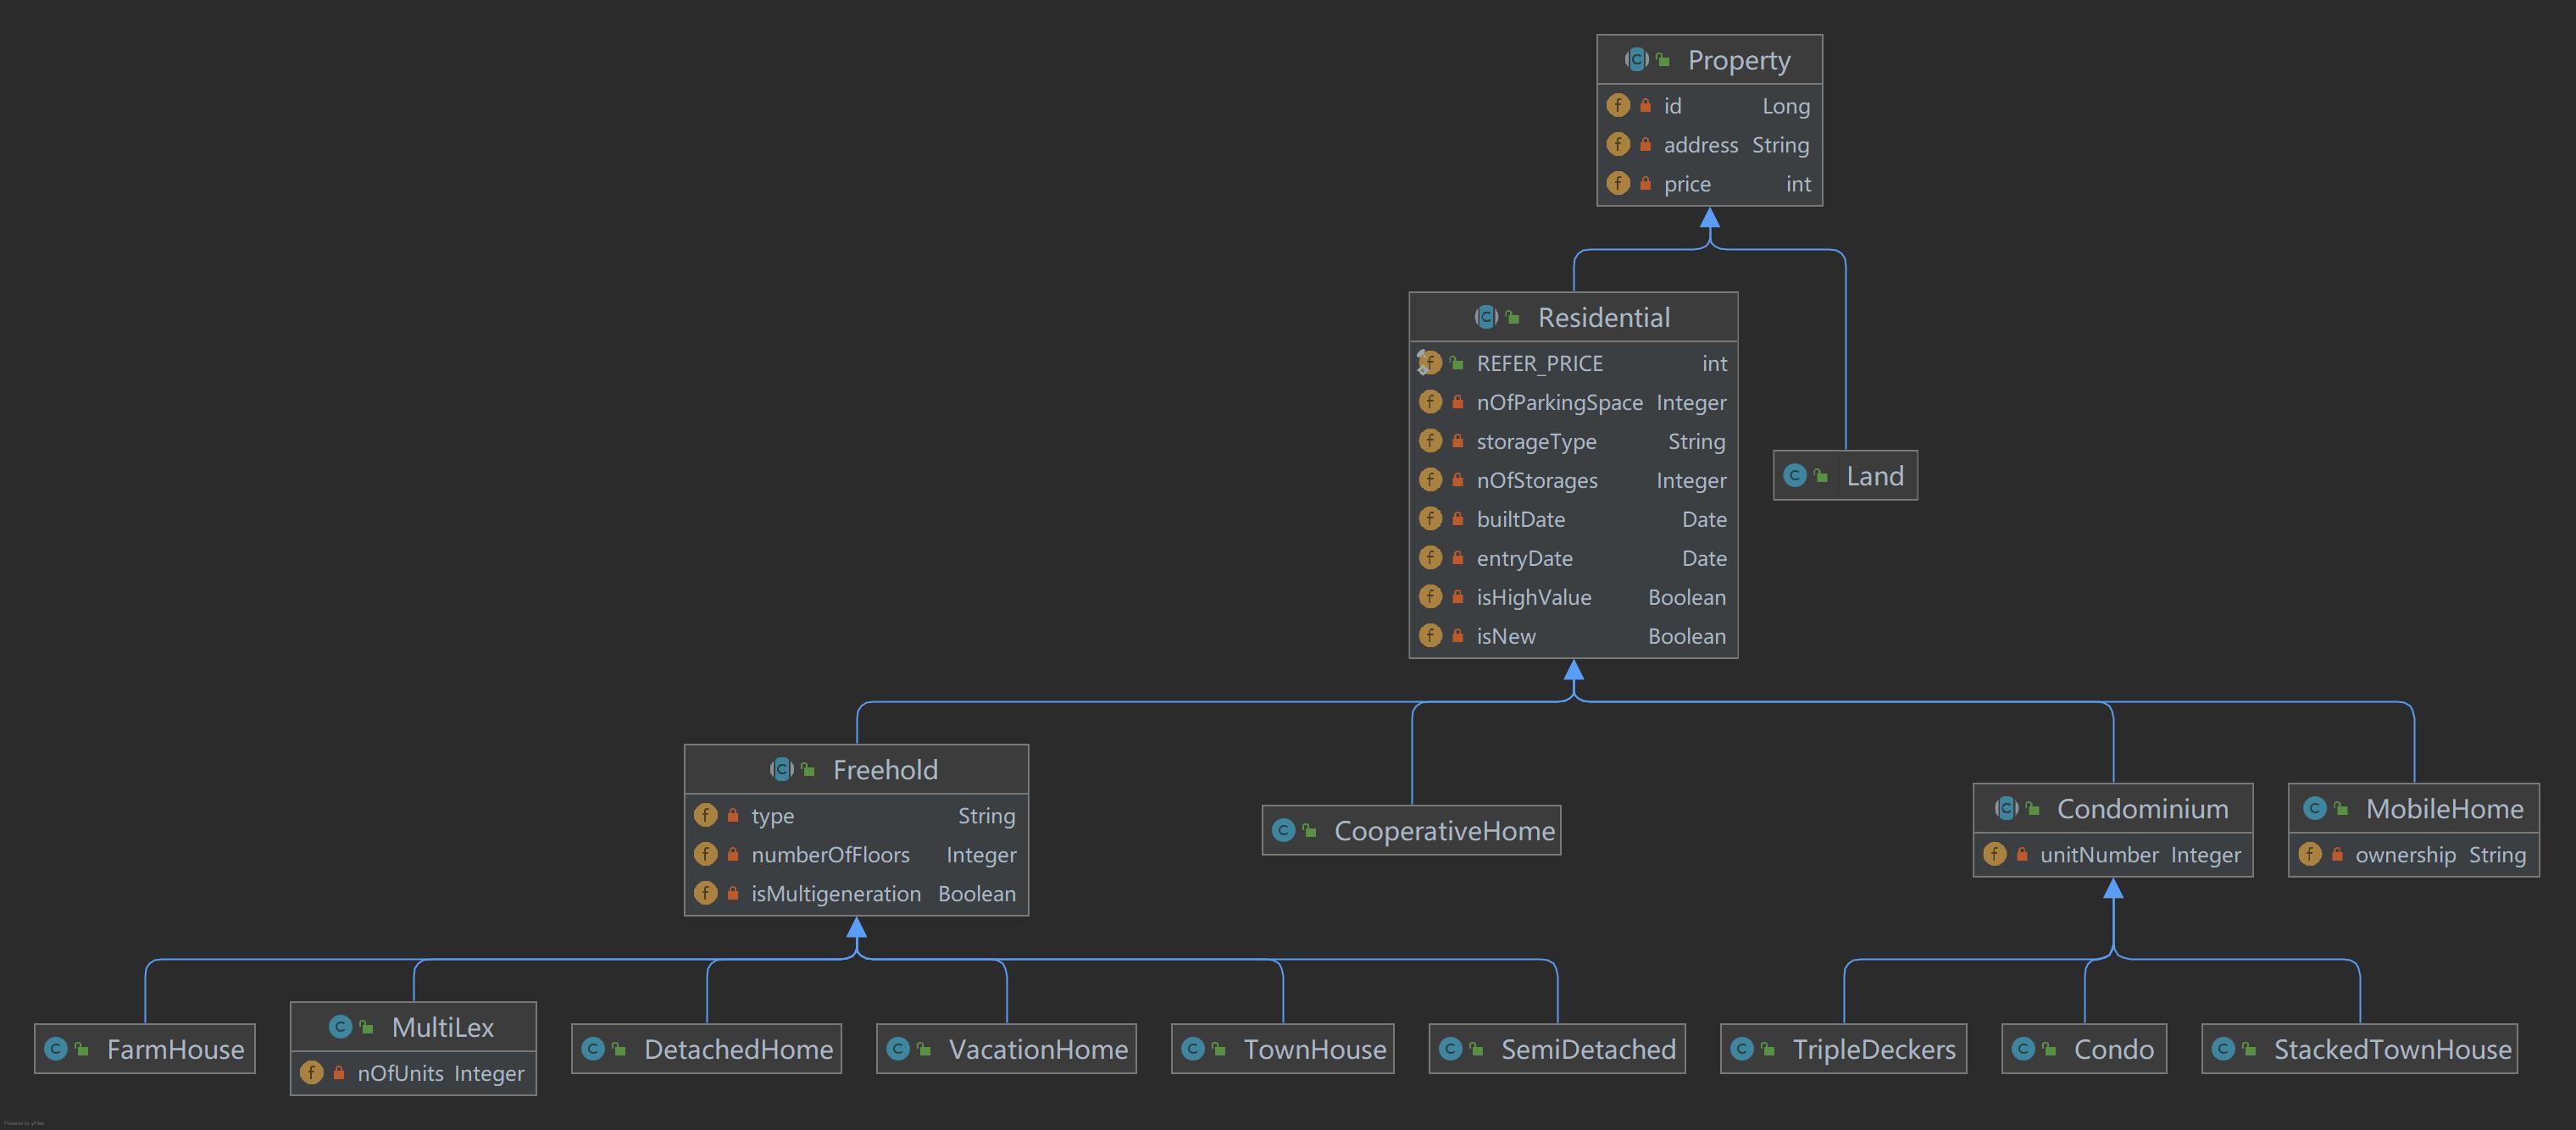 Property
id Long
address String
price int
Residential
REFER_PRICE int
nOfParkingSpace Integer
storageType String
nOfStorages Integer
builtDate Date
entryDate Date
isHighValue Boolean
isNew Boolean
Land
Freehold
type String
numberOfFloors Integer
isMultigeneration Boolean
CooperativeHome
Condominium
unitNumber Integer
MobileHome
ownership String
FarmHouse
MultiLex
nOfUnits Integer
DetachedHome
VacationHome
TownHouse
SemiDetached
TripleDeckers
Condo
StackedTownHouse
Powered by yFiles